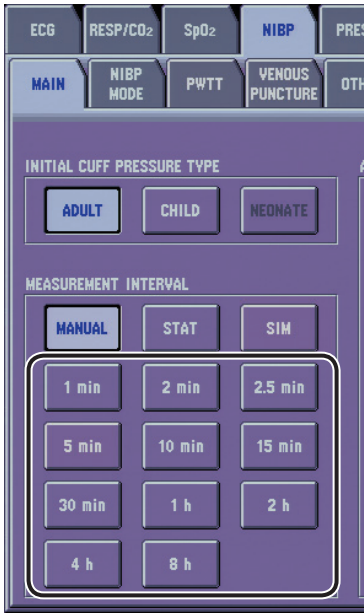 ECG RESP/CO2 SpO2 NIBP PRES
MAIN NIBP MODE PWTT VENOUS PUNCTURE OTH
INITIAL CUFF PRESSURE TYPE
ADULT CHILD NEONATE
MEASUREMENT INTERVAL
MANUAL STAT SIM
1 min 2 min 2.5 min
5 min 10 min 15 min
30 min 1 h 2 h
4 h 8 h